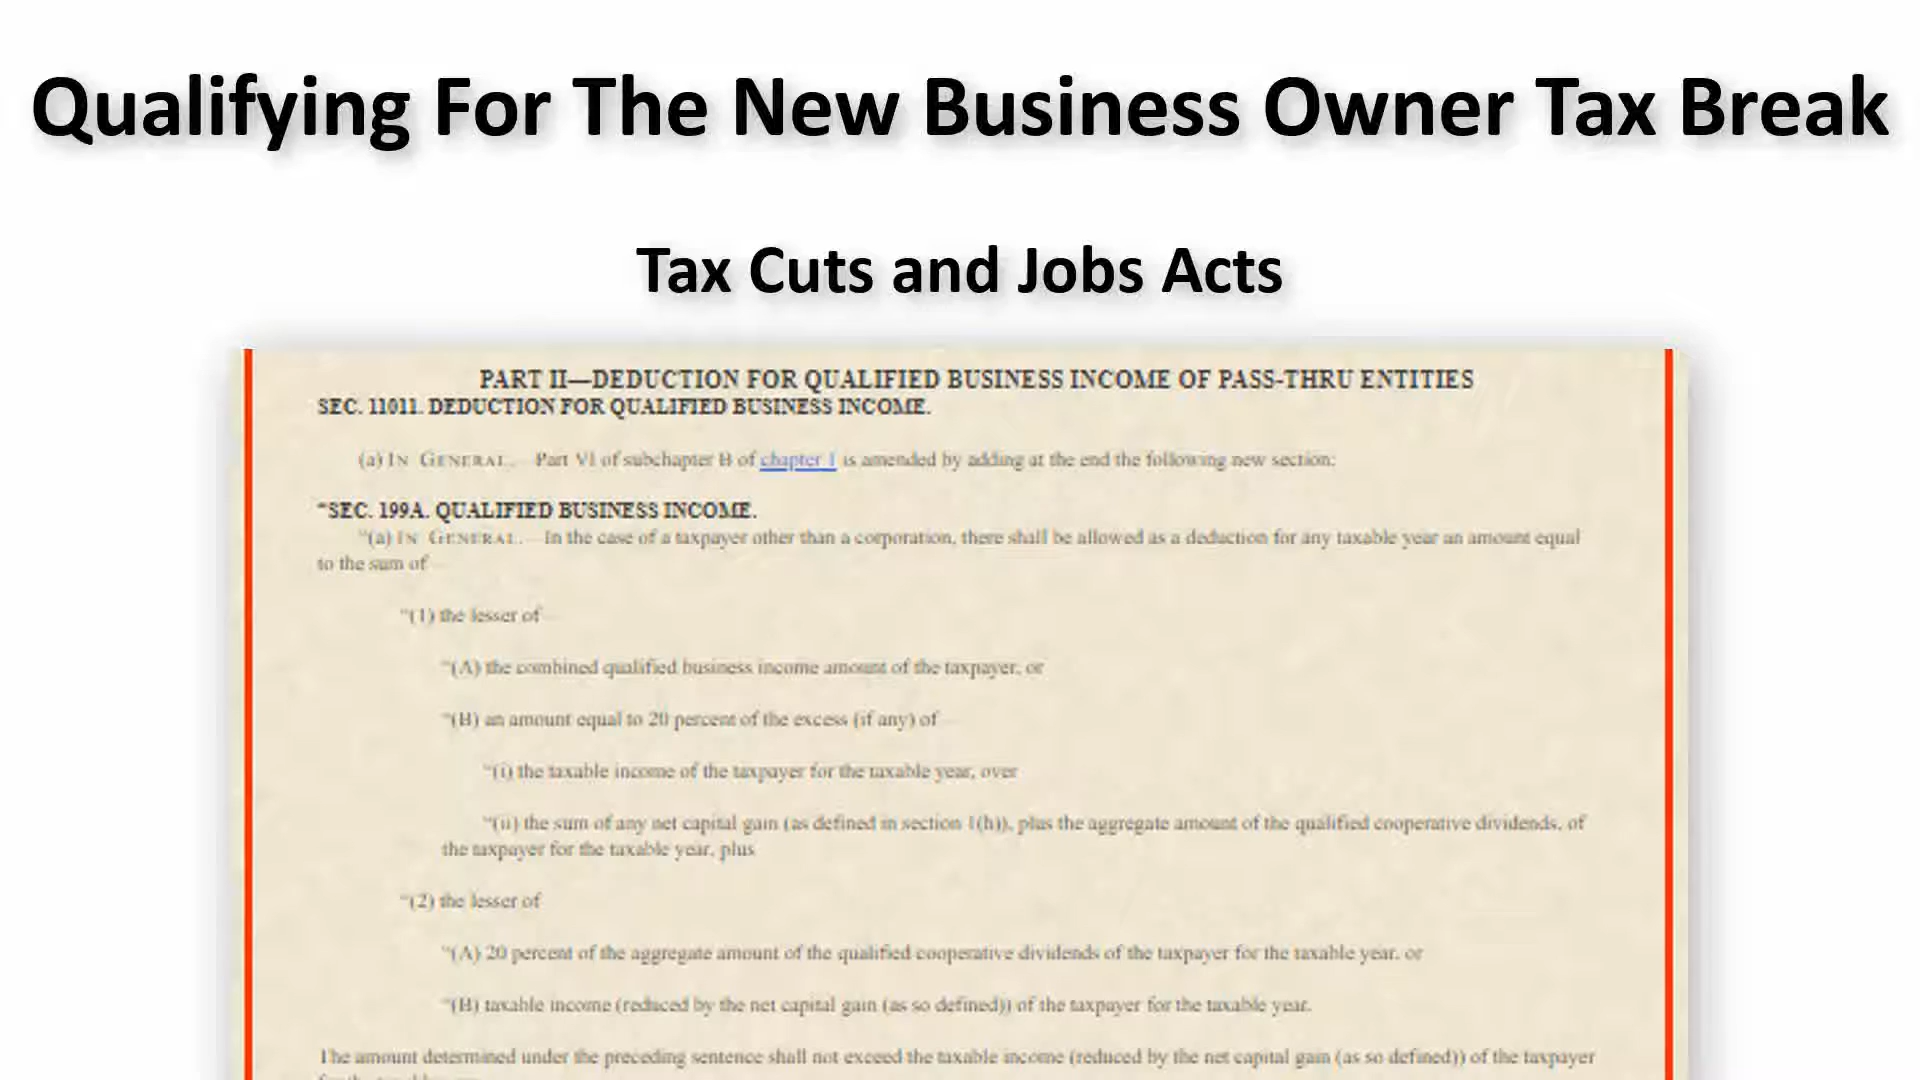 Qualifying For The New Business Owner Tax Break
Tax Cuts and Jobs Acts
PART II—DEDUCTION FOR QUALIFIED BUSINESS INCOME OF PASS-THRU ENTITIES
SEC. 11011. DEDUCTION FOR QUALIFIED BUSINESS INCOME.
(a) IN GENERAL.—Part VI of subchapter B of chapter 1 is amended by adding at the end the following new section:
“SEC. 199A. QUALIFIED BUSINESS INCOME.
“(a) IN GENERAL.—In the case of a taxpayer other than a corporation, there shall be allowed as a deduction for any taxable year an amount equal
to the sum of—
“(1) the lesser of—
“(A) the combined qualified business income amount of the taxpayer, or
“(B) an amount equal to 20 percent of the excess (if any) of—
“(i) the taxable income of the taxpayer for the taxable year, over
“(ii) the sum of any net capital gain (as defined in section 1(h)), plus the aggregate amount of the qualified cooperative dividends, of
the taxpayer for the taxable year, plus
“(2) the lesser of
“(A) 20 percent of the aggregate amount of the qualified cooperative dividends of the taxpayer for the taxable year, or
“(B) taxable income (reduced by the net capital gain (as so defined)) of the taxpayer for the taxable year.
The amount determined under the preceding sentence shall not exceed the taxable income (reduced by the net capital gain (as so defined)) of the taxpayer